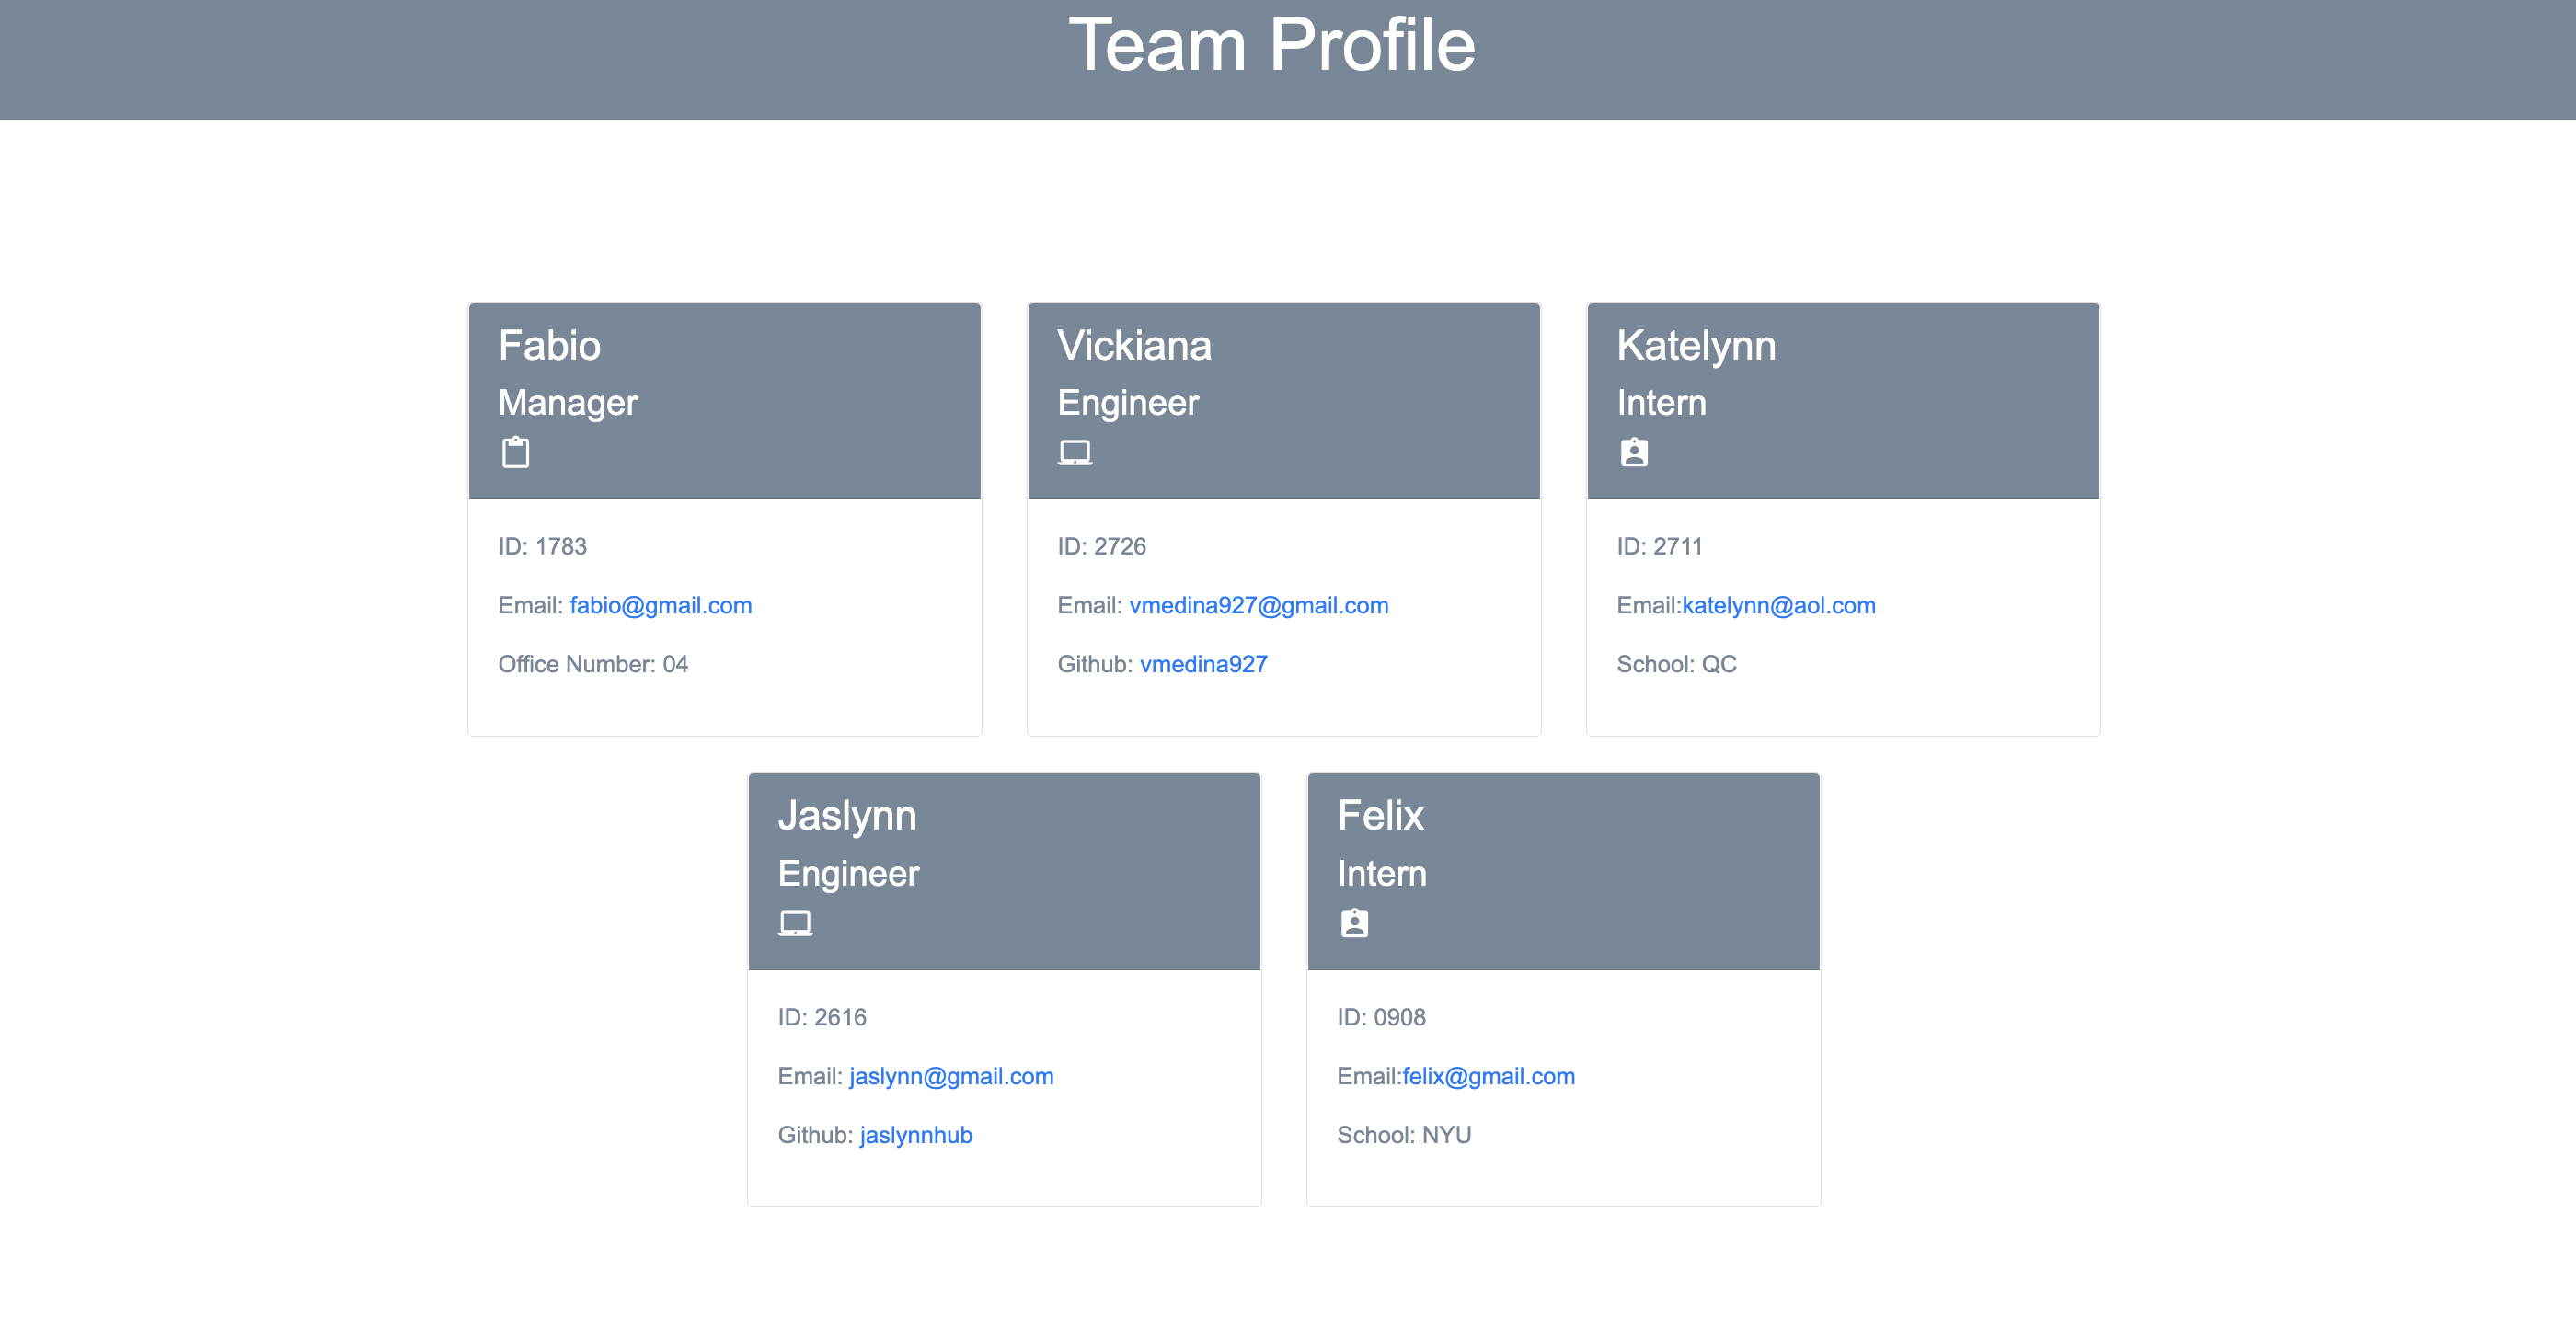 Team Profile
Fabio
Manager
ID: 1783
Email: fabio@gmail.com
Office Number: 04
Vickiana
Engineer
ID: 2726
Email: vmedina927@gmail.com
Github: vmedina927
Katelynn
Intern
ID: 2711
Email:katelynn@aol.com
School: QC
Jaslynn
Engineer
ID: 2616
Email: jaslynn@gmail.com
Github: jaslynnhub
Felix
Intern
ID: 0908
Email:felix@gmail.com
School: NYU